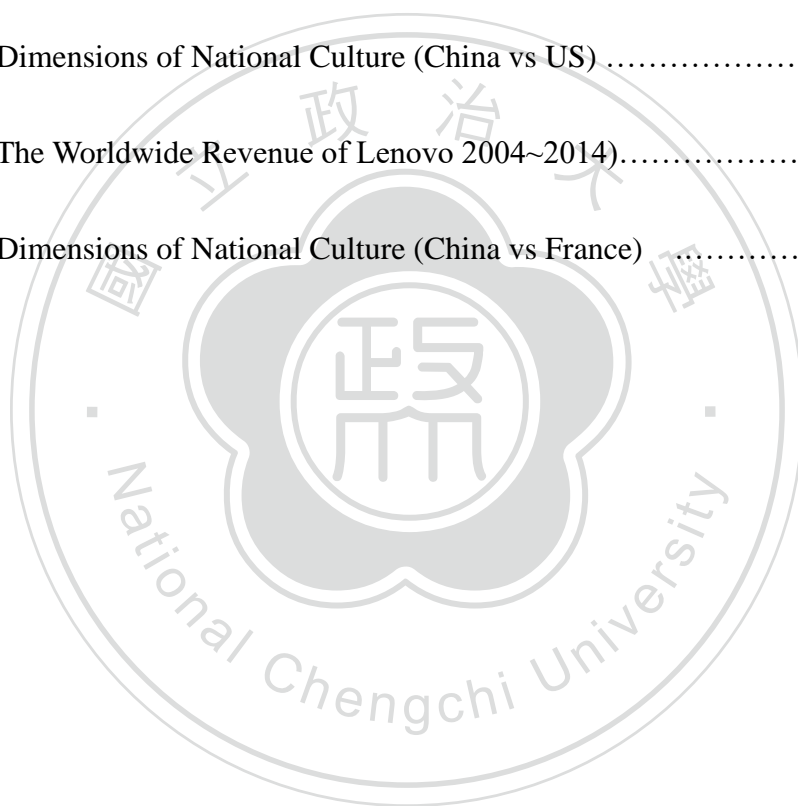 Dimensions of National Culture (China vs US) ………………
The Worldwide Revenue of Lenovo 2004~2014)………………
Dimensions of National Culture (China vs France) …………
國立政治大學
政
National Chengchi University